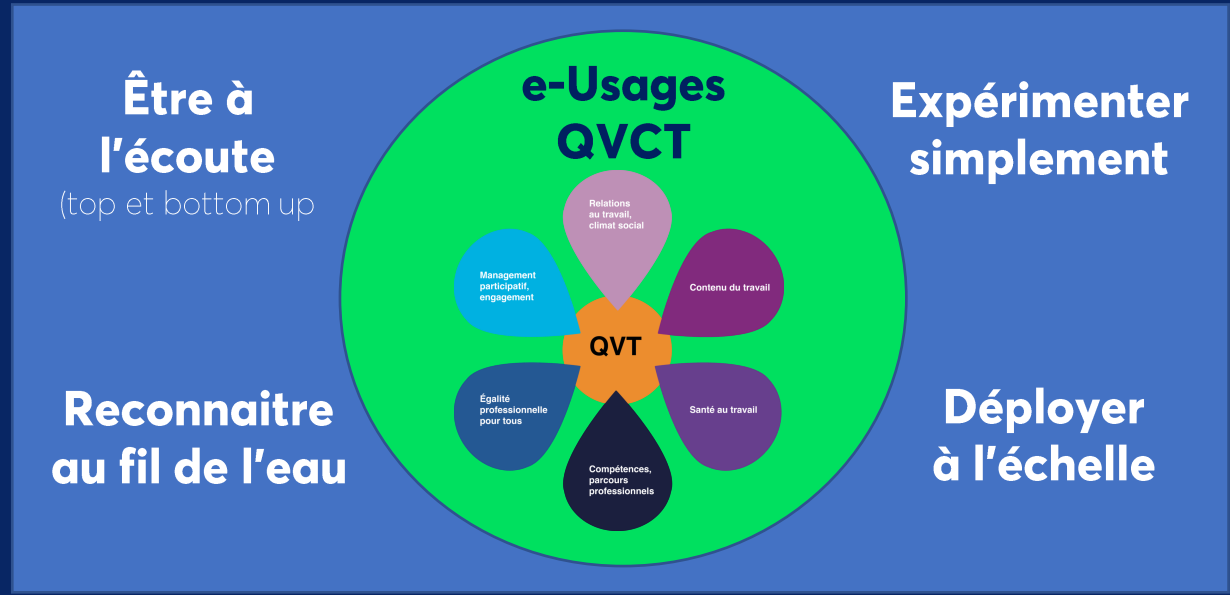 Être à
l'écoute
(top et bottom up
e-Usages
QVCT
Expérimenter
simplement
Relations
au travail,
climat social
Management
participatif,
engagement
Contenu du travail
QVT
Égalité
professionnelle
pour tous
Santé au travail
Compétences,
parcours
professionnels
Reconnaitre
au fil de l'eau
Déployer
à l'échelle